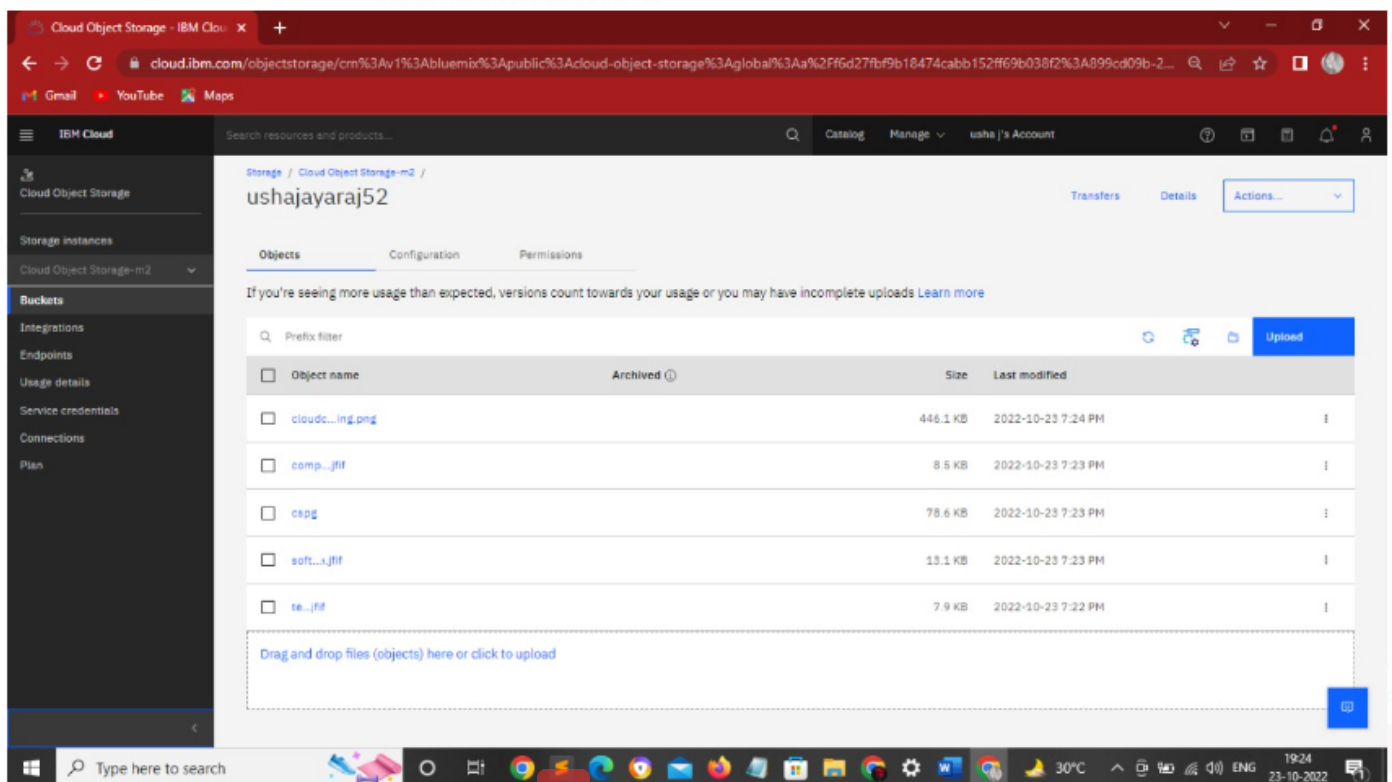 Cloud Object Storage - IBM Clou
cloud.ibm.com/objectstorage/crn%3Av1%3Abluemix%3Apublic%3Acloud-object-storage%3Aglobal%3Aa%2Ff6d27fbf9b18474cabb152ff69b038f2%3A899cd09b-2...
Gmail YouTube Maps
IBM Cloud Search resources and products... Catalog Manage usha j's Account
Cloud Object Storage
Storage instances
Cloud Object Storage-m2
Buckets
Integrations
Endpoints
Usage details
Service credentials
Connections
Plan
Storage / Cloud Object Storage-m2 /
ushajayaraj52 Transfers Details Actions...
Objects Configuration Permissions
If you're seeing more usage than expected, versions count towards your usage or you may have incomplete uploads Learn more
Prefix filter Upload
Object name Archived Size Last modified
cloudc...ing.png 446.1 KB 2022-10-23 7:24 PM
comp...jfif 8.5 KB 2022-10-23 7:23 PM
cspg 78.6 KB 2022-10-23 7:23 PM
13.1 KB 2022-10-23 7:23 PM
te...jfif 7.9 KB 2022-10-23 7:22 PM
Drag and drop files (objects) here or click to upload
Type here to search 30°C ENG 19:24
23-10-2022